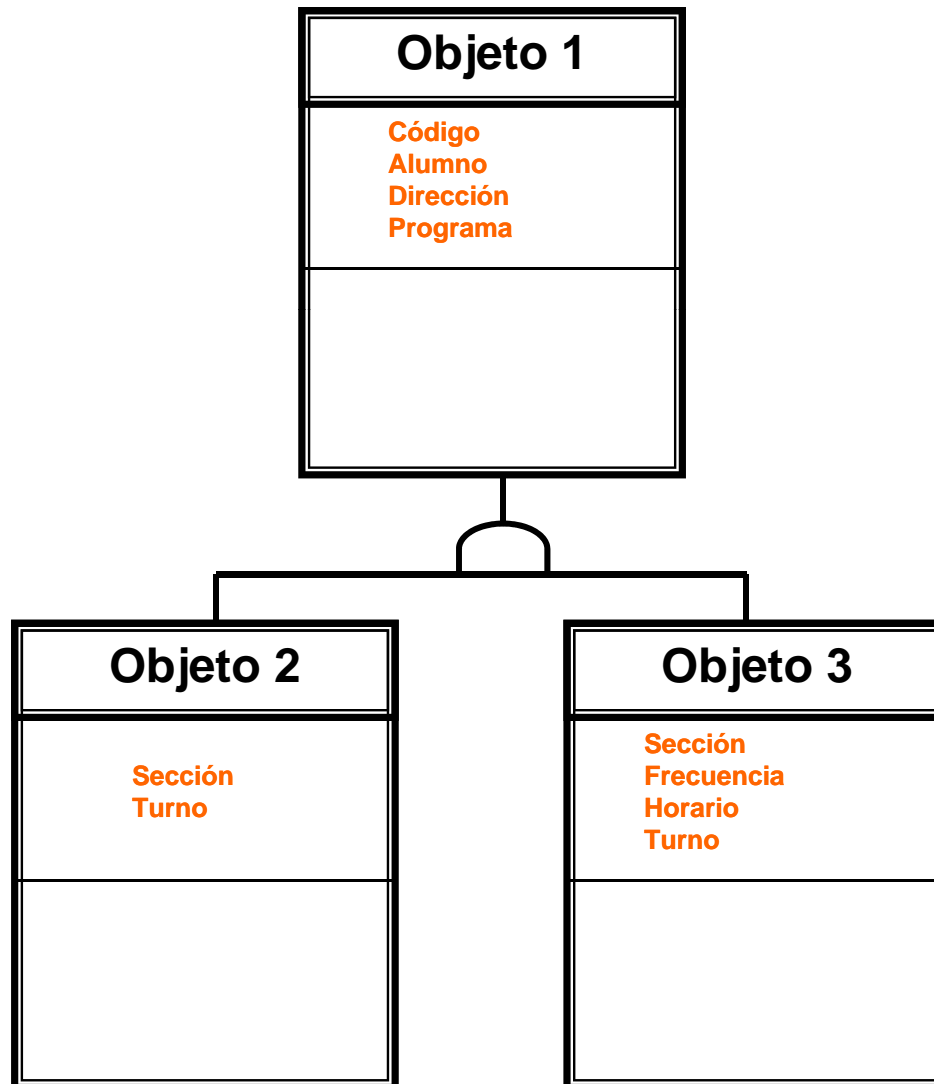 Objeto 1
Código
Alumno
Dirección
Programa
Objeto 2
Sección
Turno
Objeto 3
Sección
Frecuencia
Horario
Turno